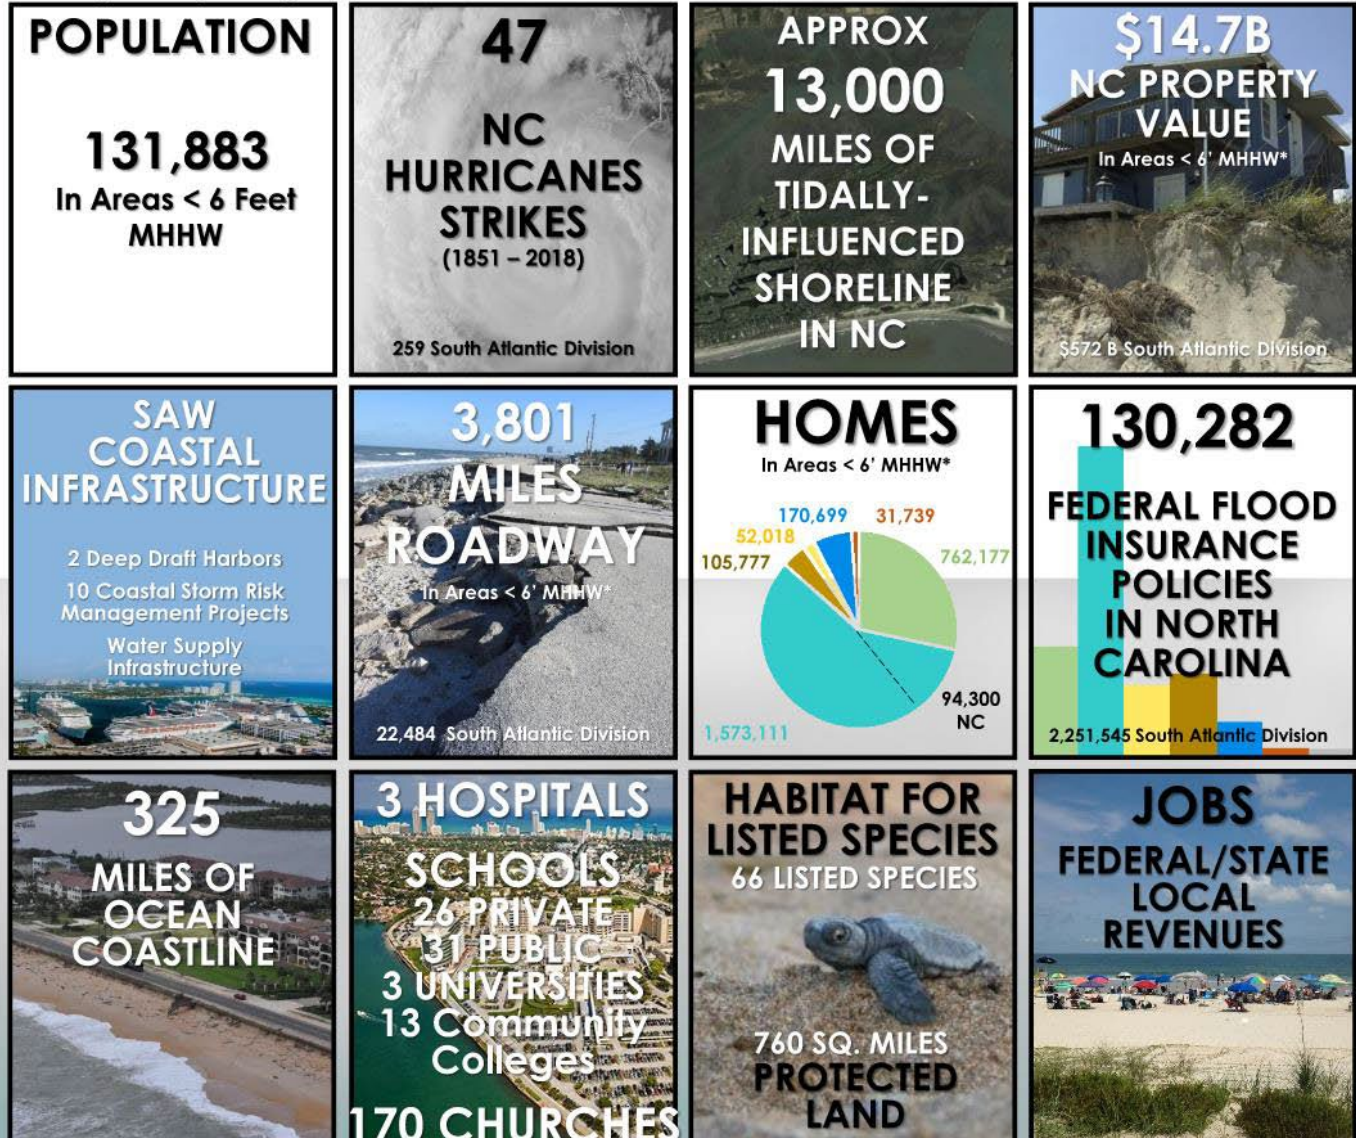 POPULATION
131,883
In Areas < 6 Feet
MHHW
47
NC
HURRICANES
STRIKES
(1851 – 2018)
259 South Atlantic Division
APPROX
13,000
MILES OF
TIDALLY-
INFLUENCED
SHORELINE
IN NC
$14.7B
NC PROPERTY
VALUE
In Areas < 6' MHHW*
$572 B South Atlantic Division
SAW
COASTAL
INFRASTRUCTURE
2 Deep Draft Harbors
10 Coastal Storm Risk
Management Projects
Water Supply
Infrastructure
3,801
MILES
ROADWAY
In Areas < 6' MHHW*
22,484 South Atlantic Division
HOMES
In Areas < 6' MHHW*
170,699
31,739
52,018
762,177
105,777
94,300
NC
1,573,111
130,282
FEDERAL FLOOD
INSURANCE
POLICIES
IN NORTH
CAROLINA
2,251,545 South Atlantic Division
325
MILES OF
OCEAN
COASTLINE
3 HOSPITALS
SCHOOLS
26 PRIVATE
31 PUBLIC
3 UNIVERSITIES
13 Community
Colleges
170 CHURCHES
HABITAT FOR
LISTED SPECIES
66 LISTED SPECIES
760 SQ. MILES
PROTECTED
LAND
JOBS
FEDERAL/STATE
LOCAL
REVENUES